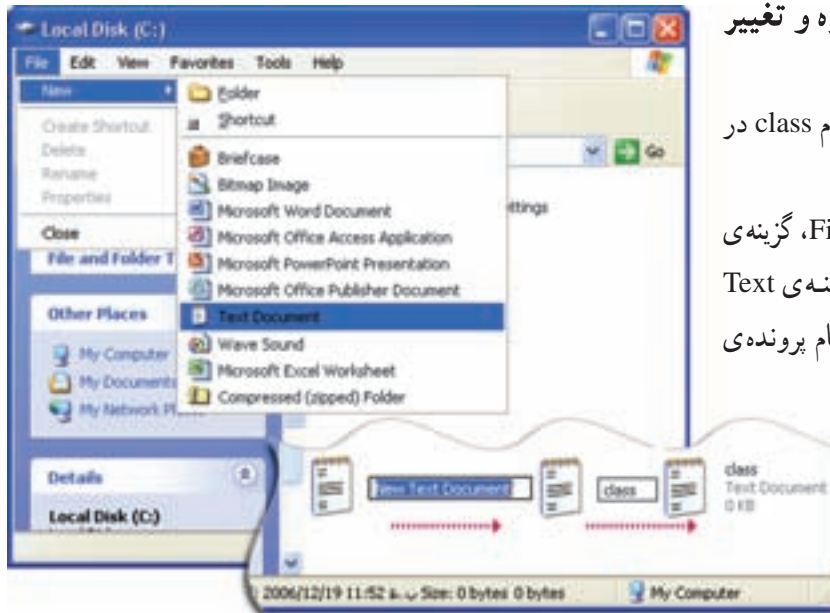 و تغییر
class در
گزینه‌ی
Text
نام پرونده‌ی
Local Disk (C:)
File Edit View Favorites Tools Help
New
Create Shortcut
Delete
Rename
Properties
Close
Folder
Shortcut
Briefcase
Bitmap Image
Microsoft Word Document
Microsoft Office Access Application
Microsoft PowerPoint Presentation
Microsoft Office Publisher Document
Text Document
Wave Sound
Microsoft Excel Worksheet
Compressed (zipped) Folder
Go
ttings
File and Folder T
Other Places
My Computer
My Documents
My Network Pl
Details
Local Disk (C:)
New Text Document
class
class
Text Document
0 KB
2006/12/19 11:52 Size: 0 bytes 0 bytes My Computer